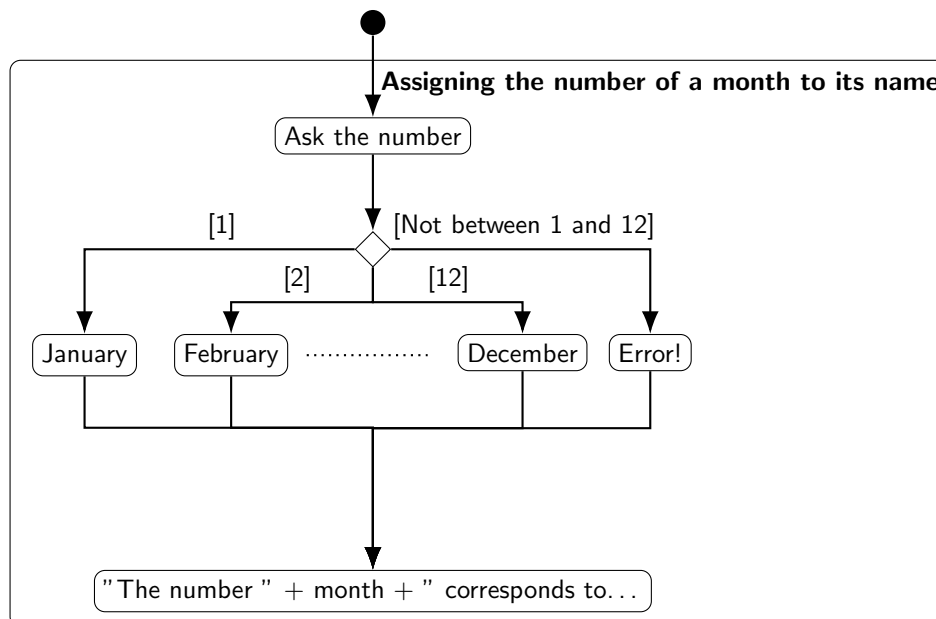 Assigning the number of a month to its name
Ask the number
[1]
[Not between 1 and 12]
[2]
[12]
January
February
December
Error!
"The number " + month + " corresponds to...